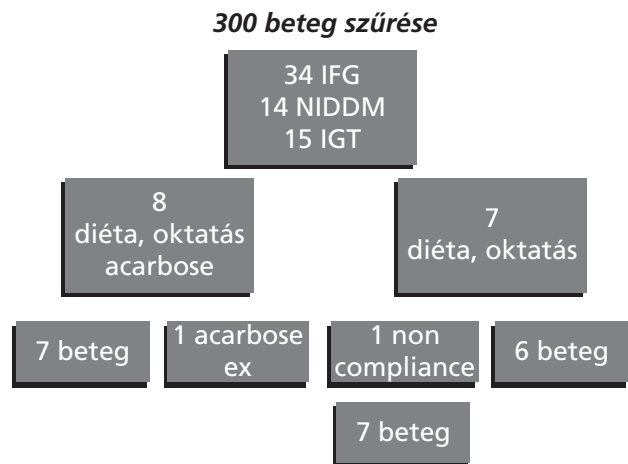 300 beteg szűrése
34 IFG
14 NIDDM
15 IGT
8
diéta, oktatás
acarbose
7
diéta, oktatás
7 beteg
1 acarbose
ex
1 non
compliance
6 beteg
7 beteg